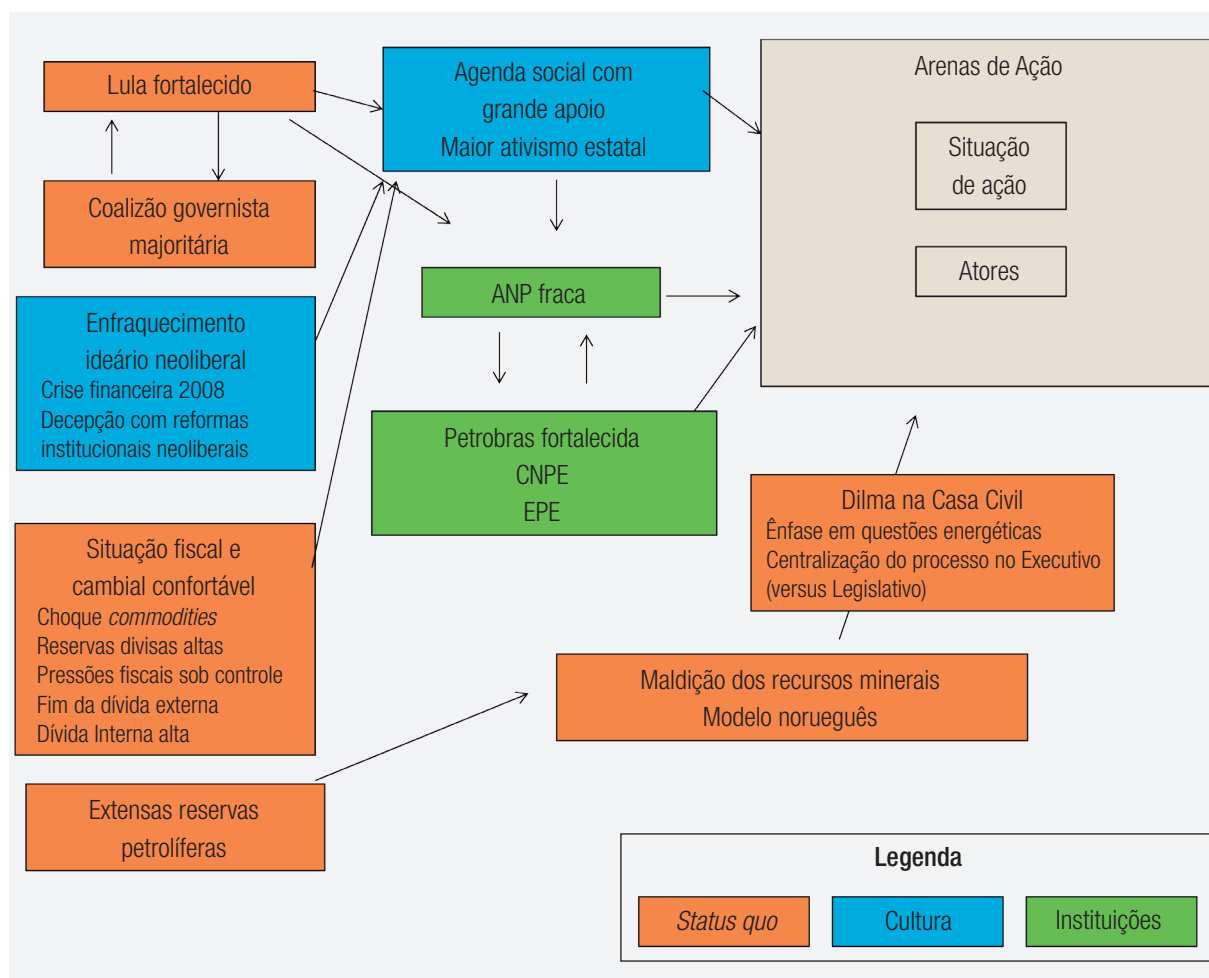 Lula fortalecido
Coalizão governista
majoritária
Enfraquecimento
ideário neoliberal
Crise financeira 2008
Decepção com reformas
institucionais neoliberais
Situação fiscal e
cambial confortável
Choque commodities
Reservas divisas altas
Pressões fiscais sob controle
Fim da dívida externa
Dívida Interna alta
Extensas reservas
petrolíferas
Agenda social com
grande apoio
Maior ativismo estatal
ANP fraca
Petrobras fortalecida
CNPE
EPE
Maldição dos recursos minerais
Modelo norueguês
Arenas de Ação
Situação
de ação
Atores
Dilma na Casa Civil
Ênfase em questões energéticas
Centralização do processo no Executivo
(versus Legislativo)
Legenda
Status quo
Cultura
Instituições